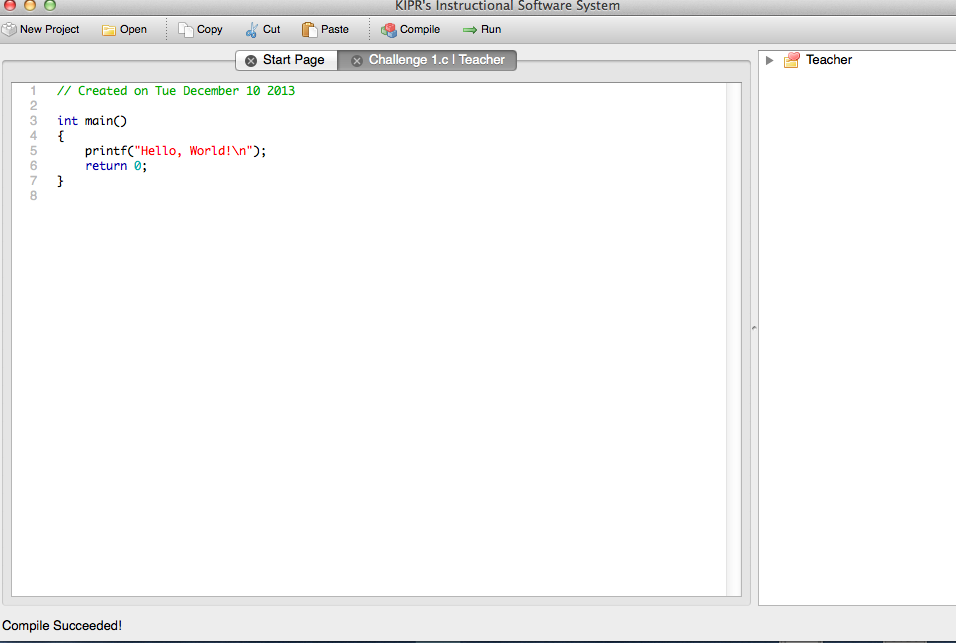 KIPR's Instructional Software System
New Project Open Copy Cut Paste Compile Run
Start Page Challenge 1.c | Teacher
Teacher
1 // Created on Tue December 10 2013
2
3 int main()
4 {
5 printf("Hello, World!\n");
6 return 0;
7 }
8
Compile Succeeded!